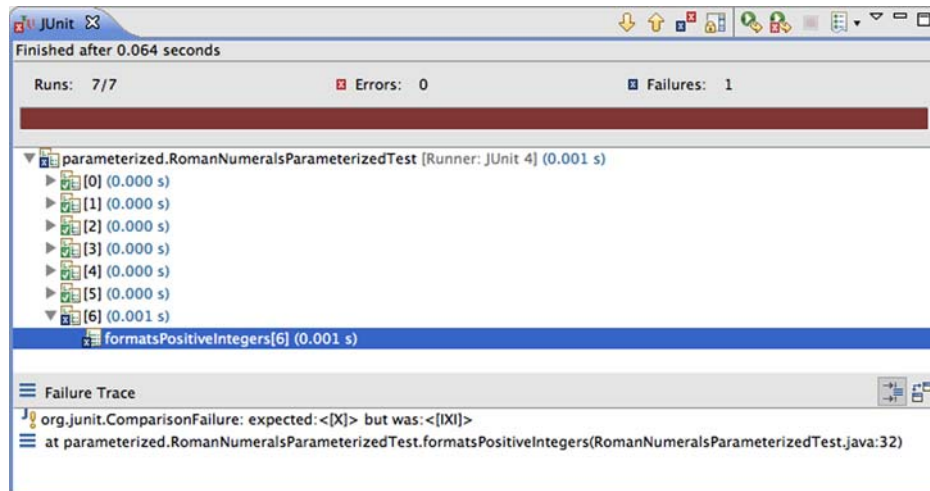 JUnit
Finished after 0.064 seconds
Runs: 7/7 Errors: 0 Failures: 1
parameterized.RomanNumeralsParameterizedTest [Runner: JUnit 4] (0.001 s)
[0] (0.000 s)
[1] (0.000 s)
[2] (0.000 s)
[3] (0.000 s)
[4] (0.000 s)
[5] (0.000 s)
[6] (0.001 s)
formatsPositiveIntegers[6] (0.001 s)
Failure Trace
org.junit.ComparisonFailure: expected:<[X]> but was:<[IXI]>
at parameterized.RomanNumeralsParameterizedTest.formatsPositiveIntegers(RomanNumeralsParameterizedTest.java:32)